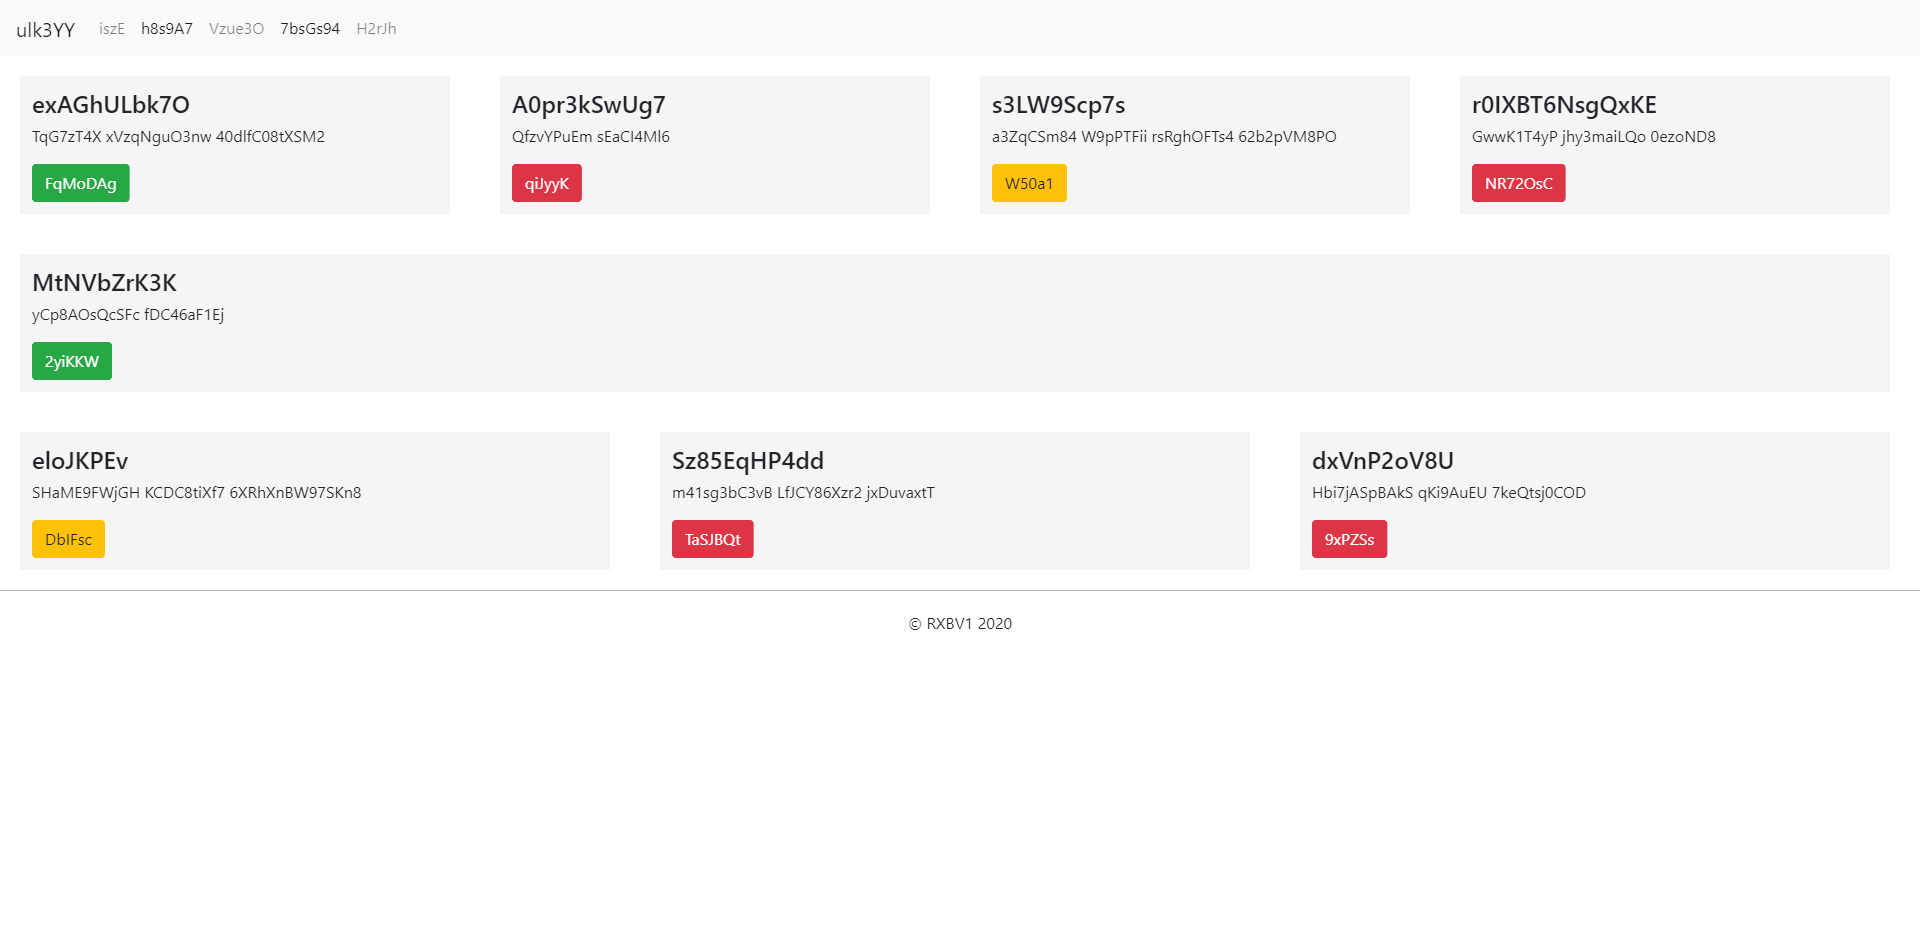 ulk3YY iszE h8s9A7 Vzue3O 7bsGs94 H2rJh
exAGhULbk7O
TqG7zT4X xVzqNguO3nw 40dlfC08tXSM2
FqMoDAg
A0pr3kSwUg7
QfzvYPuEm sEaCI4Ml6
qiJyyK
s3LW9Scp7s
a3ZqCSm84 W9pPTFii rsRghOFTs4 62b2pVM8PO
W50a1
r0IXBT6NsgQxKE
GwwK1T4yP jhy3maiLQo 0ezoND8
NR72OsC
MtNVbZrK3K
yCp8AOsQcSFc fDC46aF1Ej
2yiKKW
eloJKPEv
SHaME9FWjGH KCDC8tiXf7 6XRhXnBW97SKn8
DbIFsc
Sz85EqHP4dd
m41sg3bC3vB LfJCY86Xzr2 jxDuvaxtT
TaSJBQt
dxVnP2oV8U
Hbi7jASpBAkS qKi9AuEU 7keQtsj0COD
9xPZSs
© RXBV1 2020